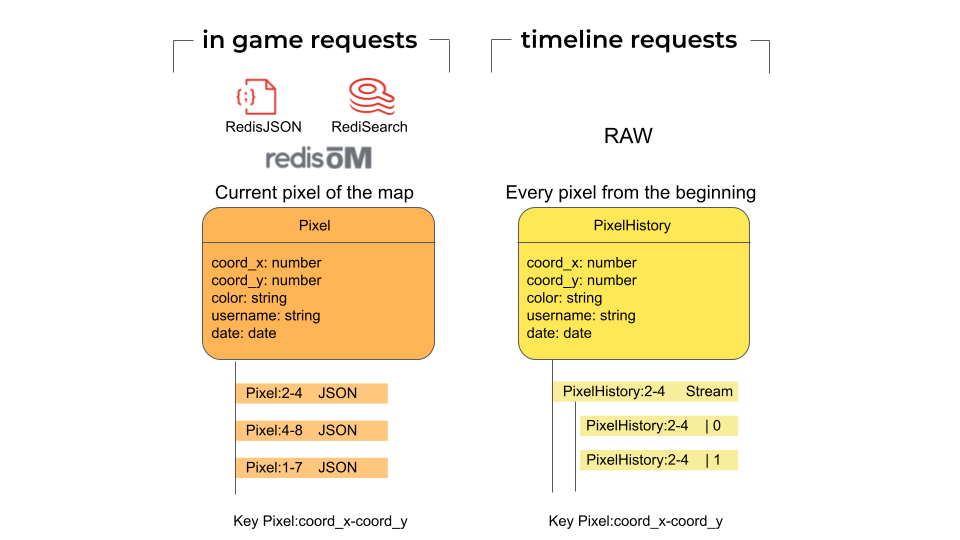 in game requests
RedisJSON
RediSearch
redis ōM
Current pixel of the map
Pixel
coord_x: number
coord_y: number
color: string
username: string
date: date
Pixel:2-4 JSON
Pixel:4-8 JSON
Pixel:1-7 JSON
Key Pixel:coord_x-coord_y
timeline requests
RAW
Every pixel from the beginning
PixelHistory
coord_x: number
coord_y: number
color: string
username: string
date: date
PixelHistory:2-4 Stream
PixelHistory:2-4 | 0
PixelHistory:2-4 | 1
Key Pixel:coord_x-coord_y